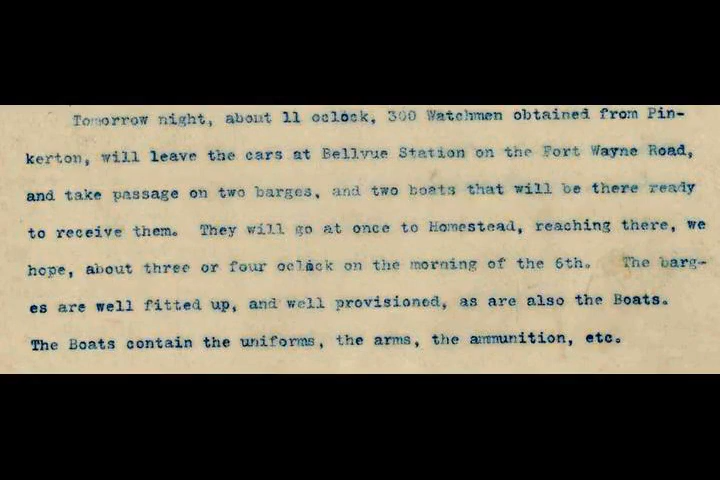 Tomorrow night, about 11 oclock, 300 Watchmen obtained from Pin-
kerton, will leave the cars at Bellvue Station on the Fort Wayne Road,
and take passage on two barges, and two boats that will be there ready
to receive them. They will go at once to Homestead, reaching there, we
hope, about three or four oclock on the morning of the 6th. The barg-
es are well fitted up, and well provisioned, as are also the Boats.
The Boats contain the uniforms, the arms, the ammunition, etc.